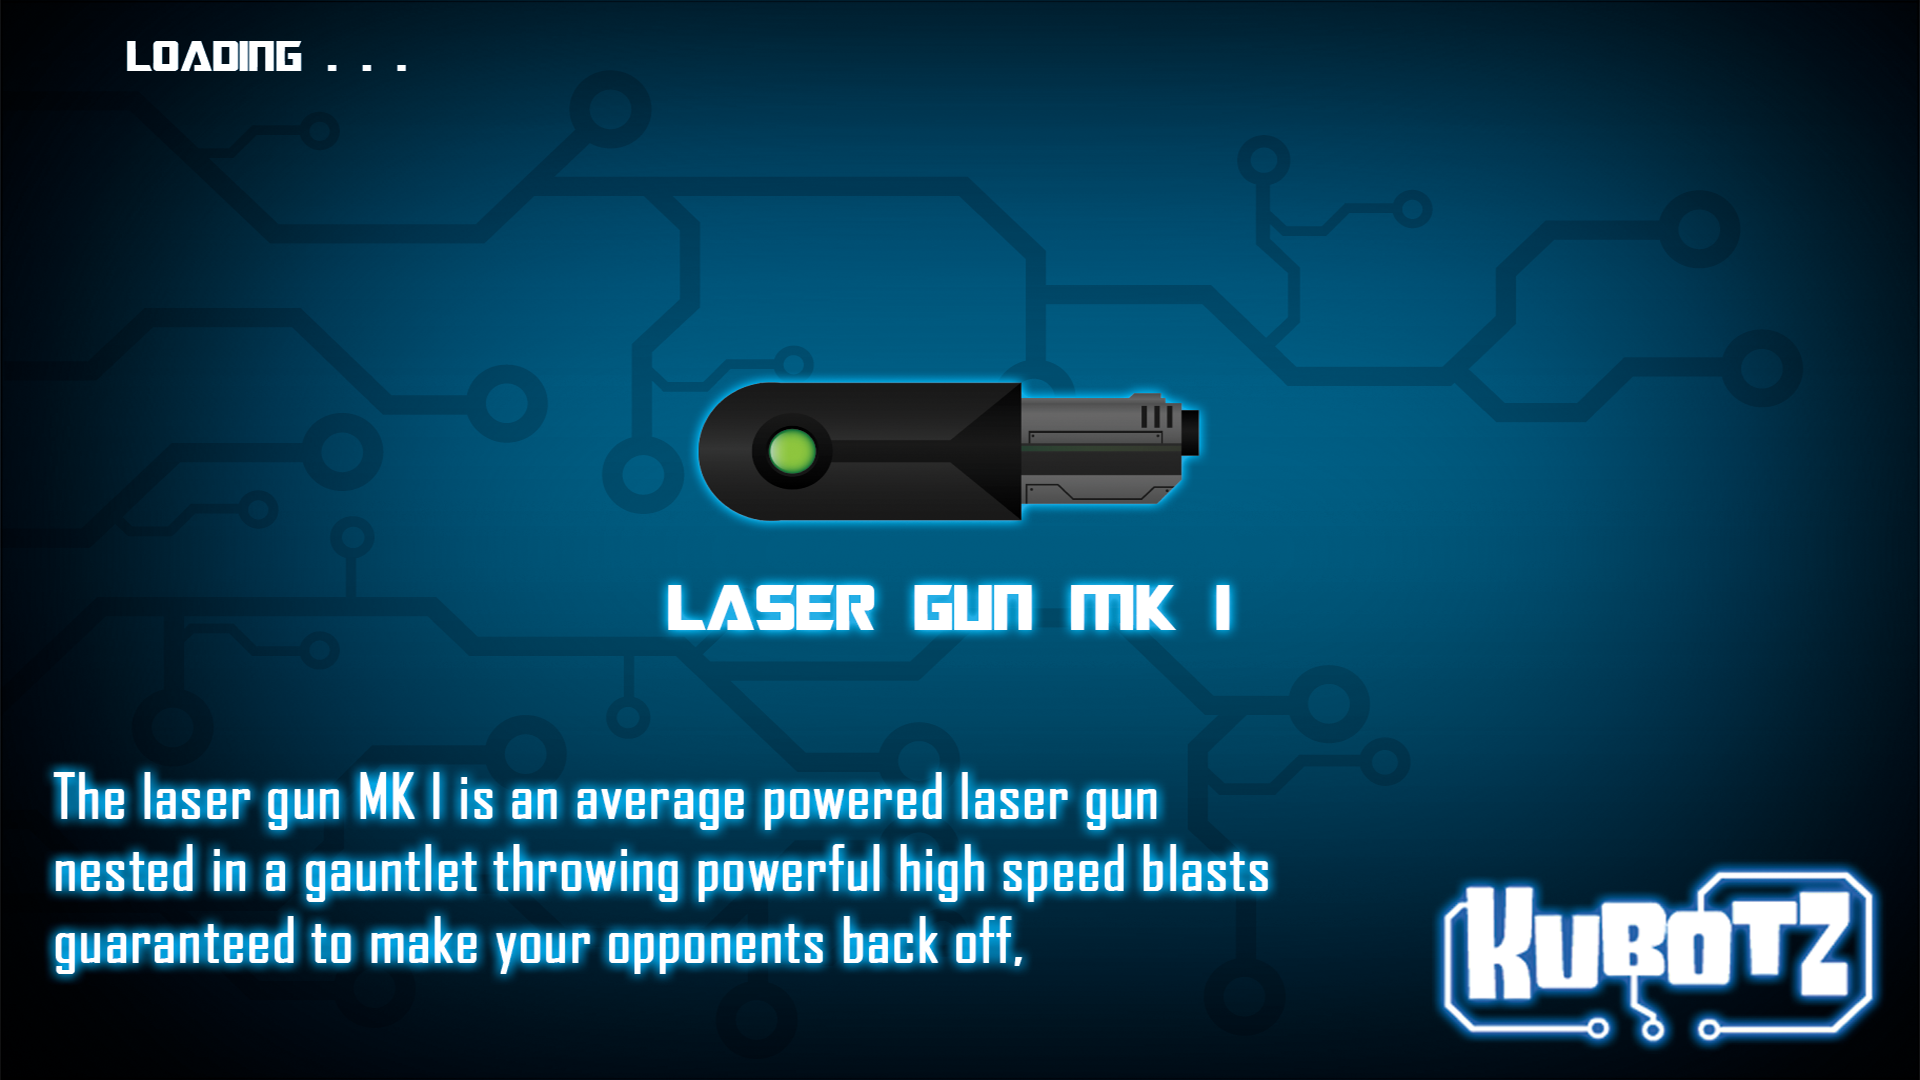 LOADING . . .
LASER GUN MK I
The laser gun MK I is an average powered laser gun
nested in a gauntlet throwing powerful high speed blasts
guaranteed to make your opponents back off,
KUBOTZ